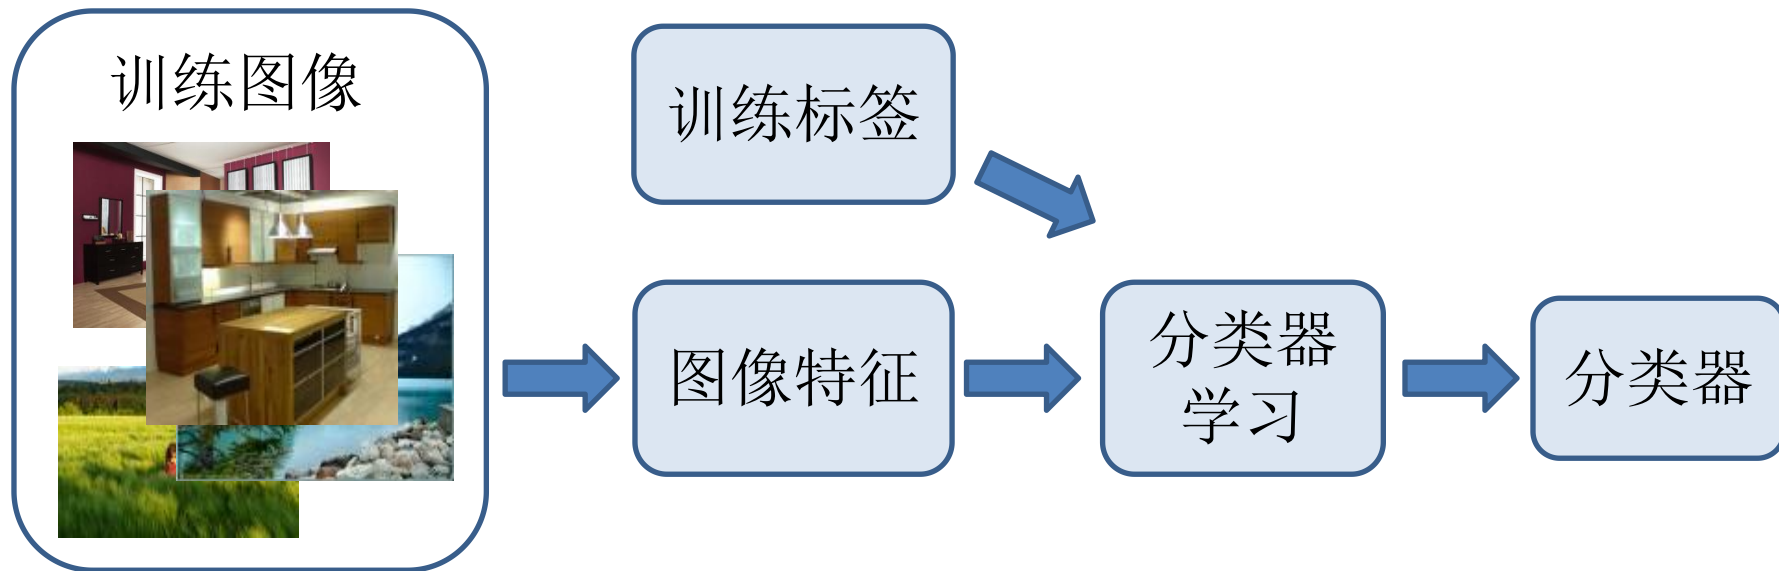 训练图像
训练标签
图像特征
分类器
学习
分类器